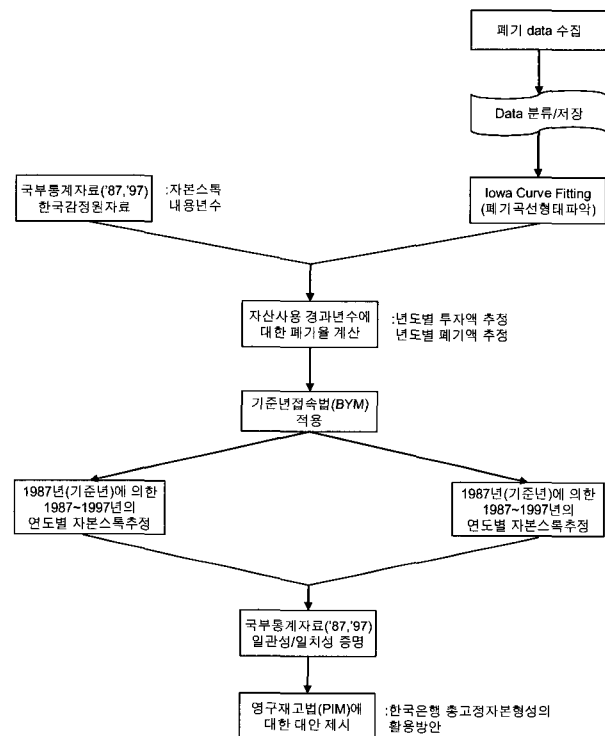 폐기 data 수집
Data 분류/저장
Iowa Curve Fitting
(폐기곡선형태파악)
국부통계자료('87,'97)
한국감정원자료
:자본스톡
내용년수
자산사용 경과년수에
대한 폐기율 계산
:년도별 투자액 추정
년도별 폐기액 추정
기준년접속법(BYM)
적용
1987년(기준년)에 의한
1987~1997년의
연도별 자본스톡추정
1987년(기준년)에 의한
1987~1997년의
연도별 자본스톡추정
국부통계자료('87,'97)
일관성/일치성 증명
영구재고법(PIM)에
대한 대안 제시
:한국은행 총고정자본형성의
활용방안